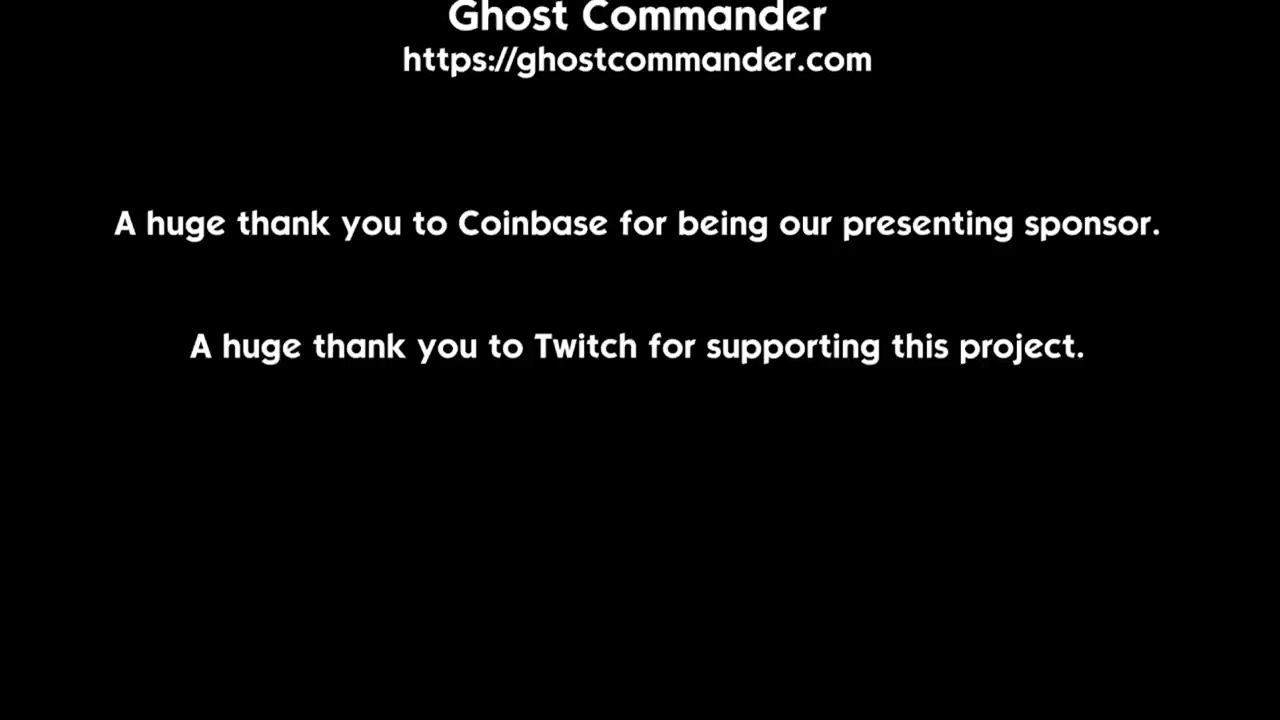 Ghost Commander
https://ghostcommander.com
A huge thank you to Coinbase for being our presenting sponsor.
A huge thank you to Twitch for supporting this project.